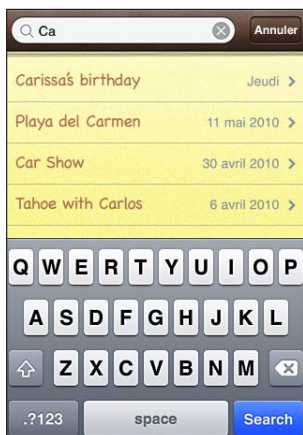 Ca Annuler
Carissa's birthday Jeudi
Playa del Carmen 11 mai 2010
Car Show 30 avril 2010
Tahoe with Carlos 6 avril 2010
Q W E R T Y U I O P
A S D F G H J K L
Z X C V B N M
.?123 space Search